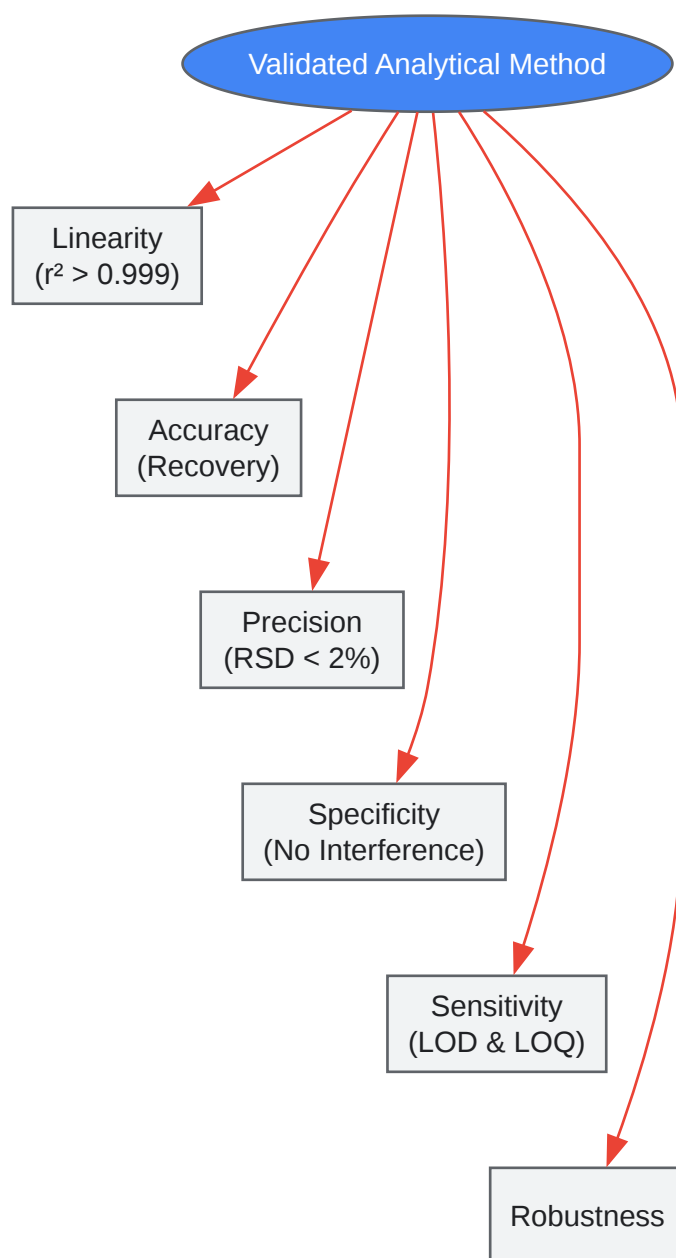 Validated Analytical Method
Linearity
(r² > 0.999)
Accuracy
(Recovery)
Precision
(RSD < 2%)
Specificity
(No Interference)
Sensitivity
(LOD & LOQ)
Robustness